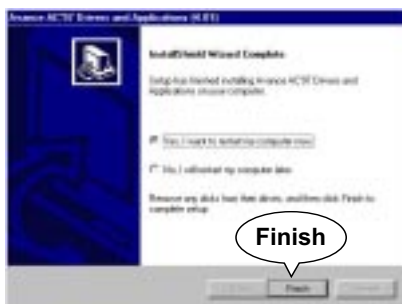 Avance AC'97 Drivers and Applications (4.01)
InstallShield Wizard Complete
Setup has finished installing Avance AC'97 Drivers and
Applications on your computer.
Yes, I want to restart my computer now.
No, I will restart my computer later.
Remove any disks from their drives, and then click Finish to
complete setup.
Finish
Finish